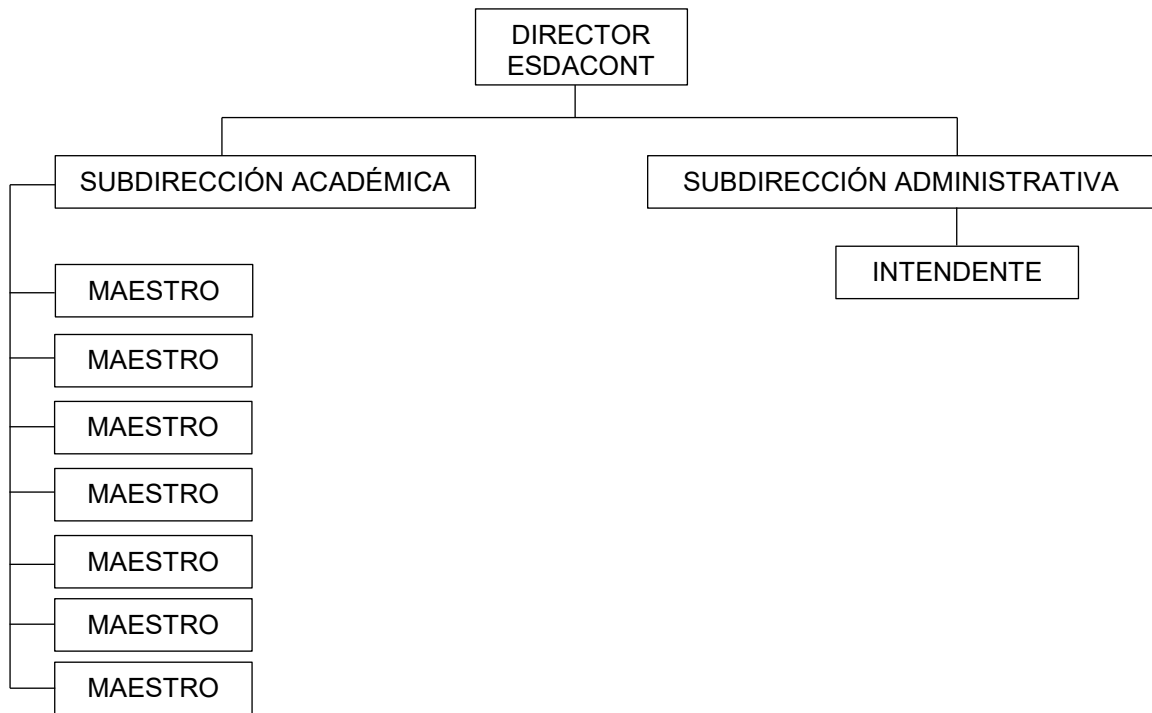 DIRECTOR
ESDACONT
SUBDIRECCIÓN ACADÉMICA
SUBDIRECCIÓN ADMINISTRATIVA
INTENDENTE
MAESTRO
MAESTRO
MAESTRO
MAESTRO
MAESTRO
MAESTRO
MAESTRO